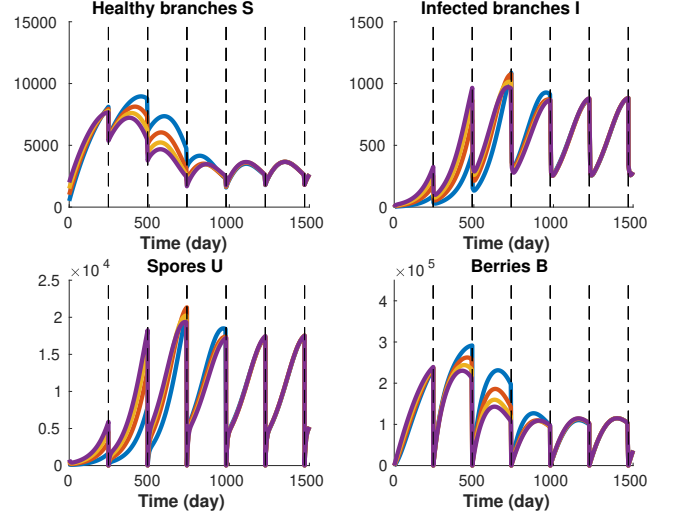 Healthy branches S
15000
10000
5000
0
0 500 1000 1500
Time (day)
Infected branches I
1500
1000
500
0
0 500 1000 1500
Time (day)
Spores U
×10⁴
2.5
2
1.5
1
0.5
0
0 500 1000 1500
Time (day)
Berries B
×10⁵
4
3
2
1
0
0 500 1000 1500
Time (day)